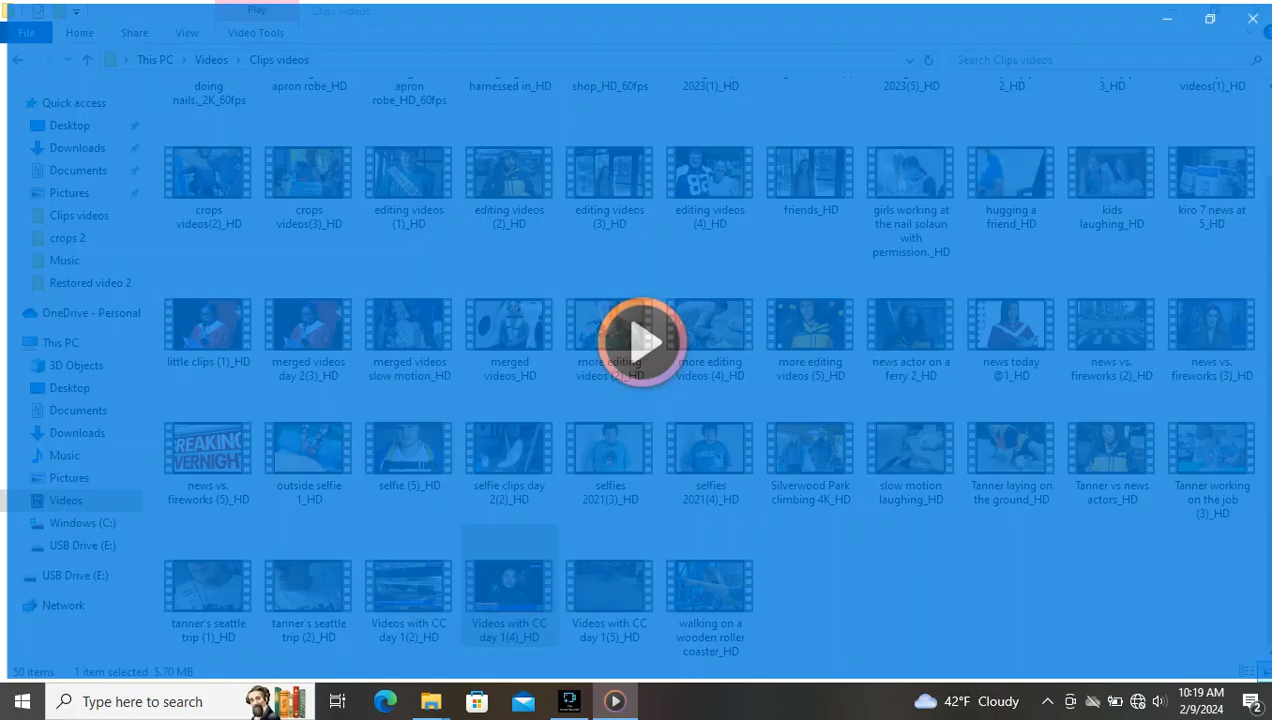 Play
Clips videos
File
Home
Share
View
Video Tools
This PC
Videos
Clips videos
Search Clips videos
doing
nails._2K_60fps
apron robe_HD
apron
robe_HD_60fps
harnessed in_HD
shop_HD_60fps
2023(1)_HD
2023(5)_HD
2_HD
3_HD
videos(1)_HD
Quick access
Desktop
Downloads
Documents
Pictures
Clips videos
crops 2
Music
Restored video 2
OneDrive - Personal
This PC
3D Objects
Desktop
Documents
Downloads
Music
Pictures
Videos
Windows (C:)
USB Drive (E:)
USB Drive (E:)
Network
crops
videos(2)_HD
crops
videos(3)_HD
editing videos
(1)_HD
editing videos
(2)_HD
editing videos
(3)_HD
editing videos
(4)_HD
friends_HD
girls working at
the nail solaun
with
permission._HD
hugging a
friend_HD
kids
laughing_HD
kiro 7 news at
5_HD
little clips (1)_HD
merged videos
day 2(3)_HD
merged videos
slow motion_HD
merged
videos_HD
more editing
videos (2)_HD
more editing
videos (4)_HD
more editing
videos (5)_HD
news actor on a
ferry 2_HD
news today
@1_HD
news vs.
fireworks (2)_HD
news vs.
fireworks (3)_HD
BREAKING
OVERNIGHT
news vs.
fireworks (5)_HD
outside selfie
1_HD
selfie (5)_HD
selfie clips day
2(2)_HD
selfies
2021(3)_HD
selfies
2021(4)_HD
Silverwood Park
climbing 4K_HD
slow motion
laughing_HD
Tanner laying on
the ground_HD
Tanner vs news
actors_HD
Tanner working
on the job
(3)_HD
tanner's seattle
trip (1)_HD
tanner's seattle
trip (2)_HD
Videos with CC
day 1(2)_HD
Videos with CC
day 1(4)_HD
Videos with CC
day 1(5)_HD
walking on a
wooden roller
coaster_HD
50 items
1 item selected 5.70 MB
Type here to search
42°F Cloudy
10:19 AM
2/9/2024
2